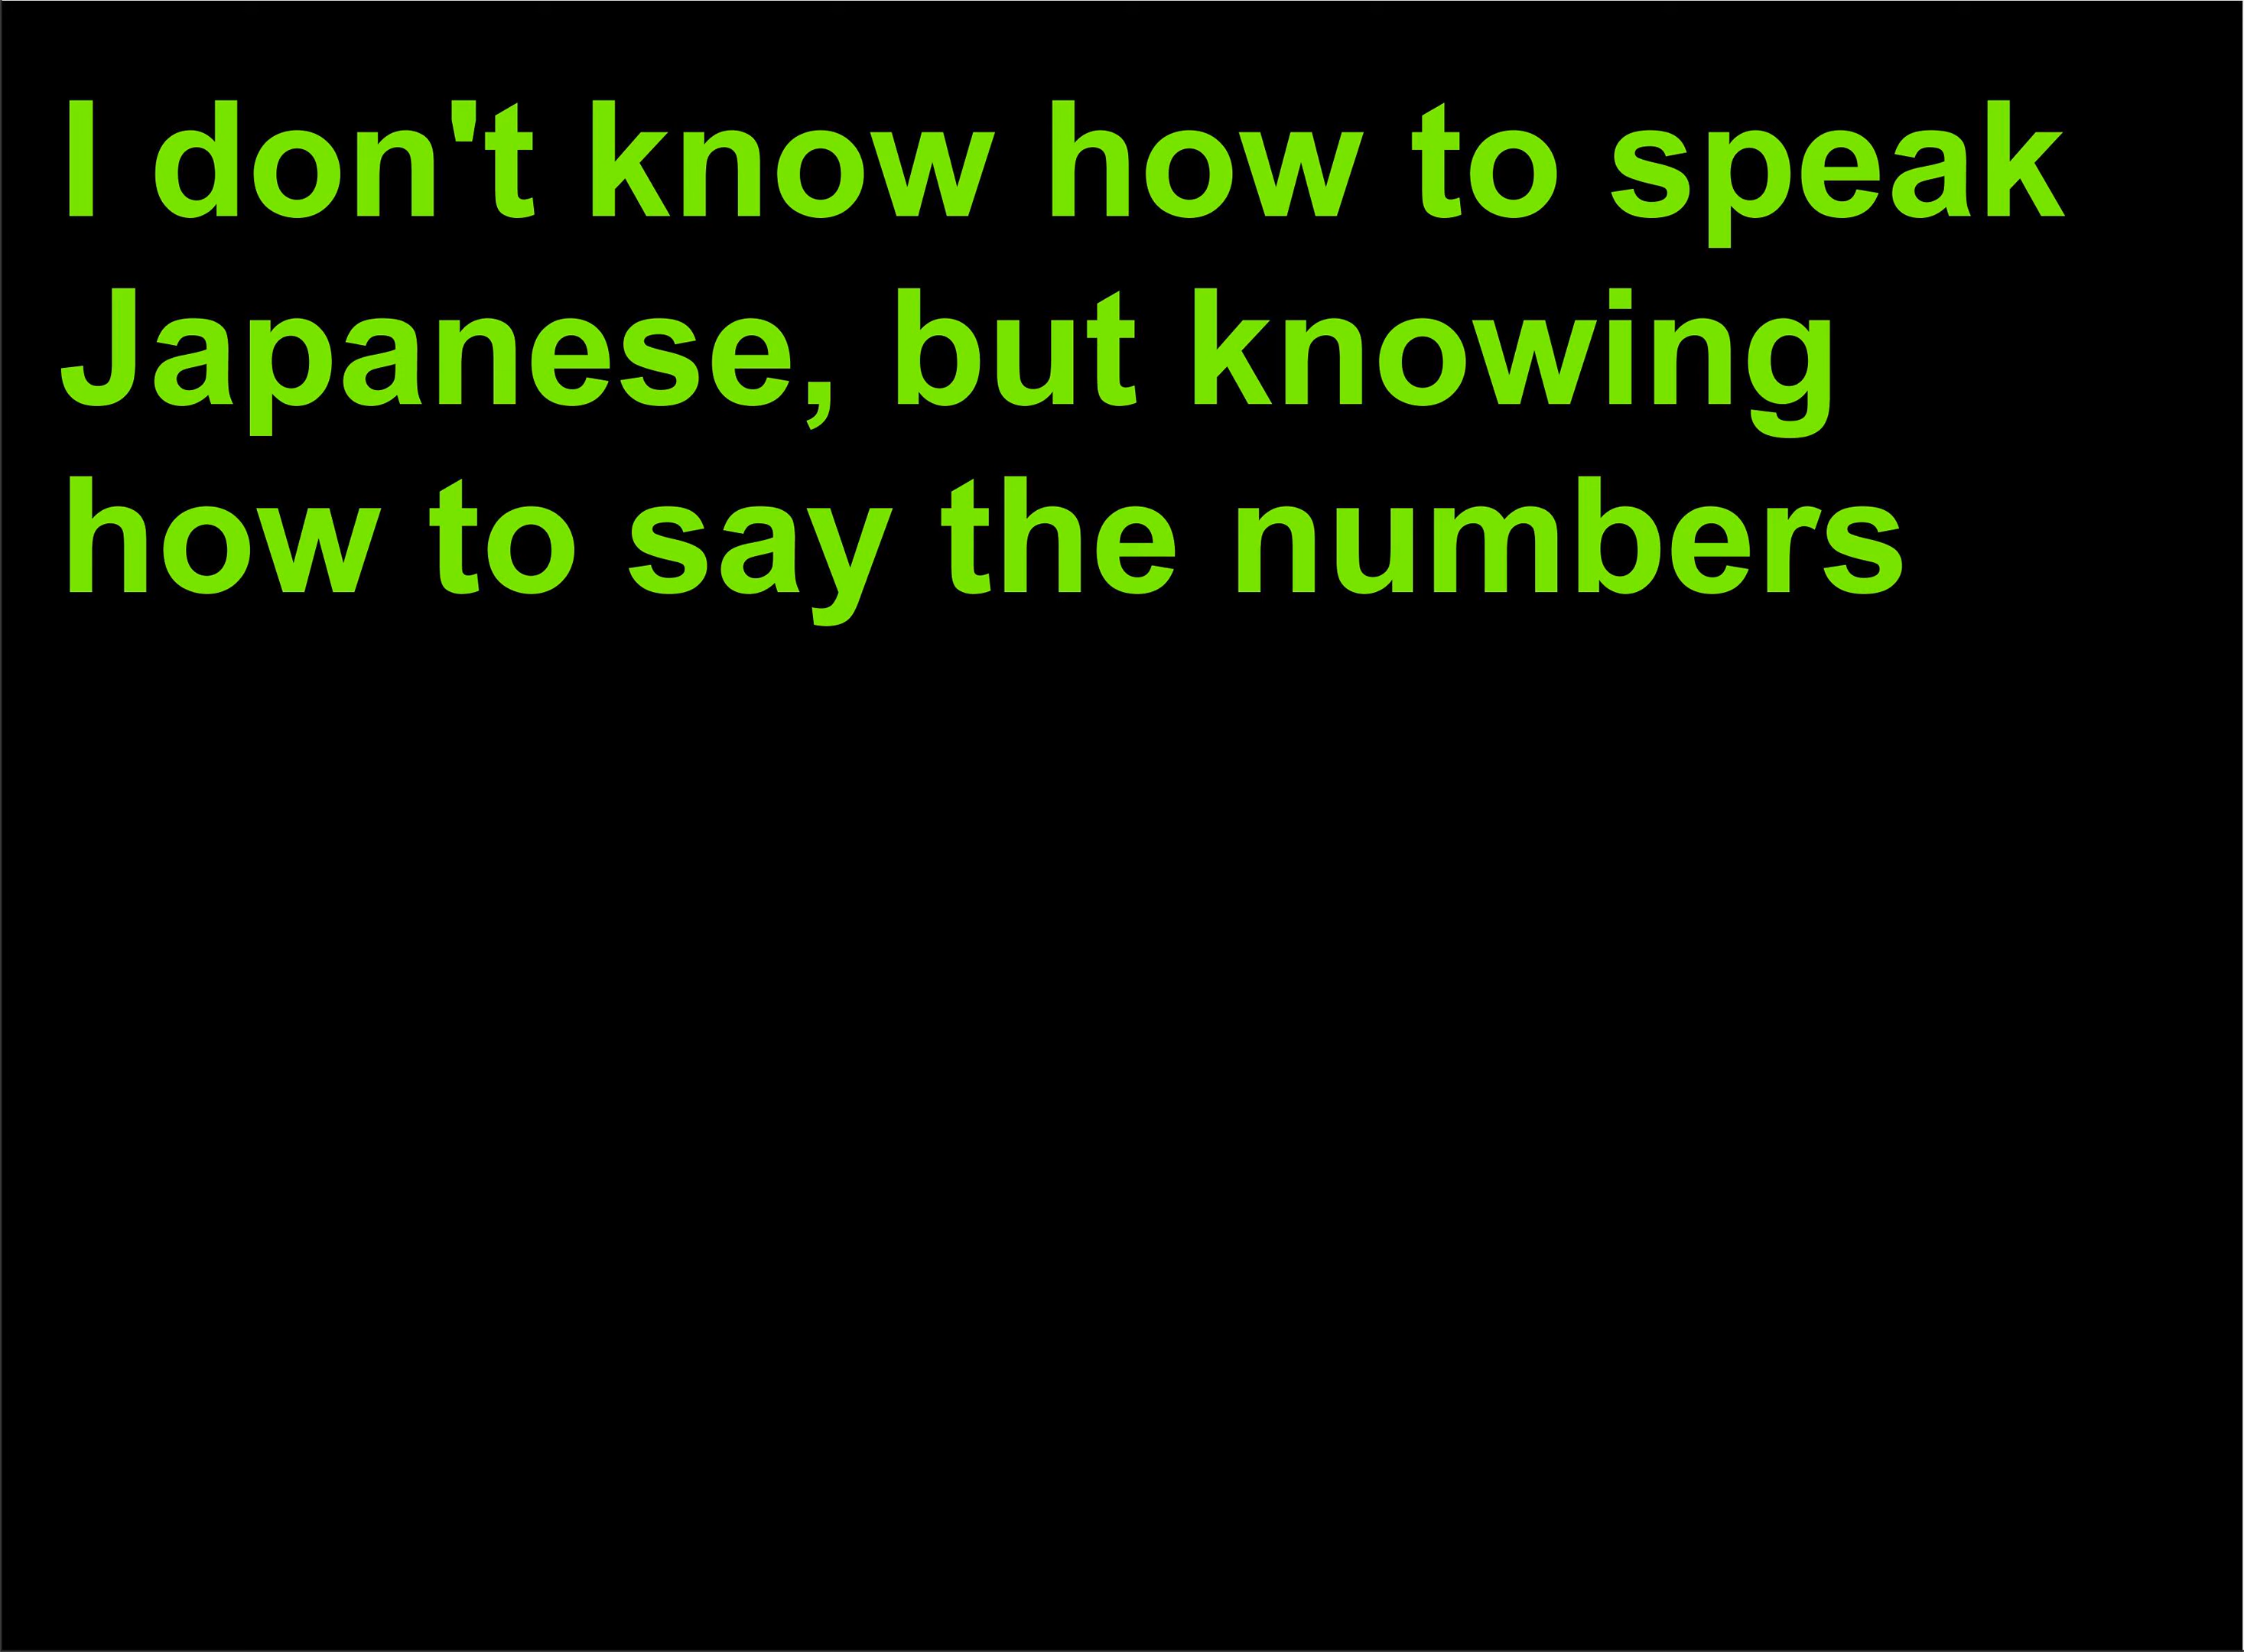 I don't know how to speak
Japanese, but knowing
how to say the numbers